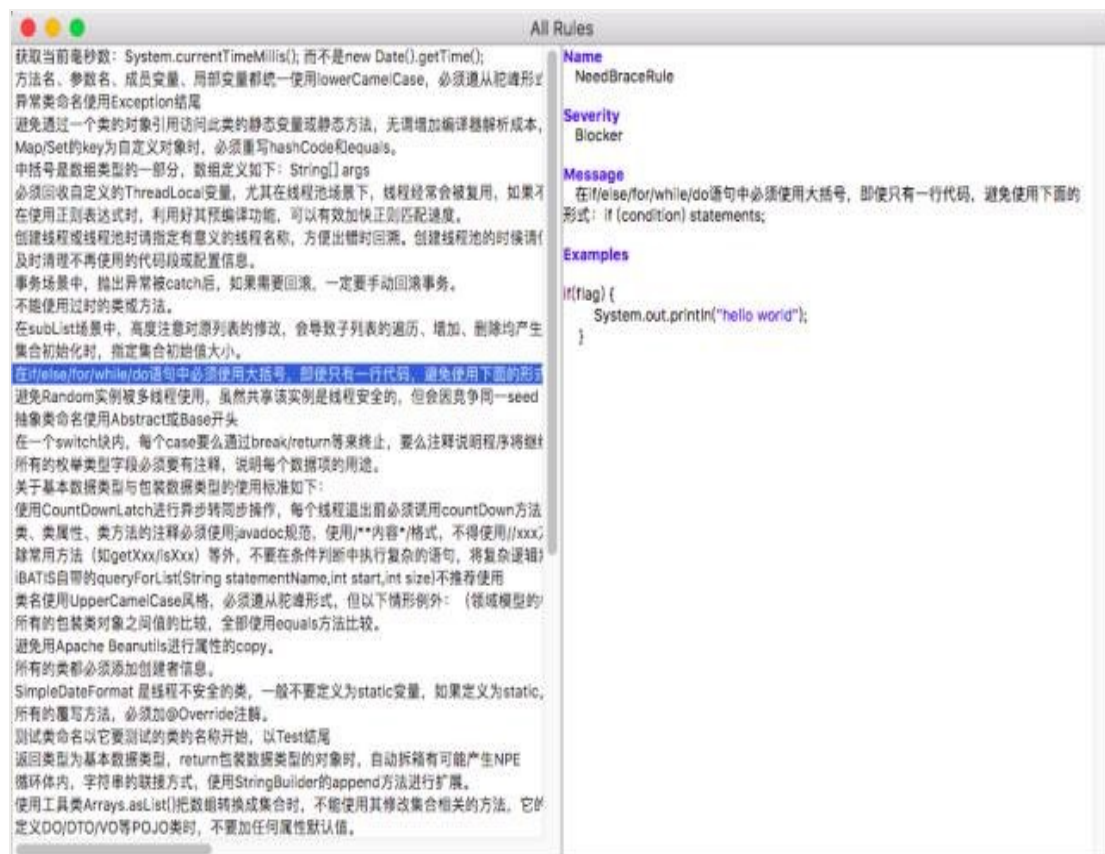 All Rules
获取当前毫秒数：System.currentTimeMillis(); 而不是new Date().getTime();
方法名、参数名、成员变量、局部变量都统一使用lowerCamelCase，必须遵从驼峰形式
异常类命名使用Exception结尾
避免通过一个类的对象引用访问此类的静态变量或静态方法，无谓增加编译器解析成本，
Map/Set的key为自定义对象时，必须重写hashCode和equals。
中括号是数组类型的一部分，数组定义如下：String[] args
必须回收自定义的ThreadLocal变量，尤其在线程池场景下，线程经常会被复用，如果不
在使用正则表达式时，利用好其预编译功能，可以有效加快正则匹配速度。
创建线程或线程池时请指定有意义的线程名称，方便出错时回溯。创建线程池的时候请
及时清理不再使用的代码段或配置信息。
事务场景中，抛出异常被catch后，如果需要回滚，一定要手动回滚事务。
不能使用过时的类或方法。
在subList场景中，高度注意对原列表的修改，会导致子列表的遍历、增加、删除均产生
集合初始化时，指定集合初始值大小。
在if/else/for/while/do语句中必须使用大括号，即使只有一行代码，避免使用下面的形式
避免Random实例被多线程使用，虽然共享该实例是线程安全的，但会因竞争同一seed
抽象类命名使用Abstract或Base开头
在一个switch块内，每个case要么通过break/return等来终止，要么注释说明程序将继
所有的枚举类型字段必须要有注释，说明每个数据项的用途。
关于基本数据类型与包装数据类型的使用标准如下：
使用CountDownLatch进行异步转同步操作，每个线程退出前必须调用countDown方法
类、类属性、类方法的注释必须使用javadoc规范，使用/**内容*/格式，不得使用//xxx
除常用方法（如getXxx/isXxx）等外，不要在条件判断中执行复杂的语句，将复杂逻辑
iBATIS自带的queryForList(String statementName,int start,int size)不推荐使用
类名使用UpperCamelCase风格，必须遵从驼峰形式，但以下情形例外：（领域模型的
所有的包装类对象之间值的比较，全部使用equals方法比较。
避免用Apache Beanutils进行属性的copy。
所有的类都必须添加创建者信息。
SimpleDateFormat 是线程不安全的类，一般不要定义为static变量，如果定义为static，
所有的覆写方法，必须加@Override注解。
测试类命名以它要测试的类的名称开始，以Test结尾
返回类型为基本数据类型，return包装数据类型的对象时，自动拆箱有可能产生NPE
循环体内，字符串的联接方式，使用StringBuilder的append方法进行扩展。
使用工具类Arrays.asList()把数组转换成集合时，不能使用其修改集合相关的方法，它的
定义DO/DTO/VO等POJO类时，不要加任何属性默认值。
Name
NeedBraceRule
Severity
Blocker
Message
在if/else/for/while/do语句中必须使用大括号，即使只有一行代码，避免使用下面的
形式：if (condition) statements;
Examples
if(flag) {
System.out.println("hello world");
}